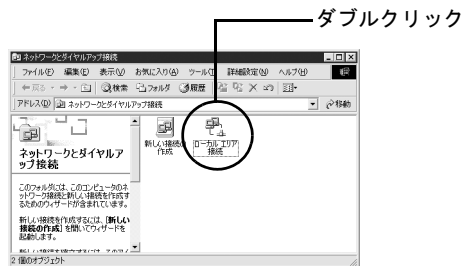 ダブルクリック
ネットワークとダイヤルアップ接続
ファイル(F) 編集(E) 表示(V) お気に入り(A) ツール(T) 詳細設定(N) ヘルプ(H)
戻る 検索 フォルダ 履歴
アドレス(D) ネットワークとダイヤルアップ接続 移動
ネットワークとダイヤルア
ップ接続
このフォルダには、このコンピュータのネ
ットワーク接続と新しい接続を作成す
るためのウィザードが含まれています。
新しい接続を作成するには、[新しい
接続の作成] を開いてウィザードを
起動します。
新しい接続の
作成
ローカル エリア
接続
2 個のオブジェクト